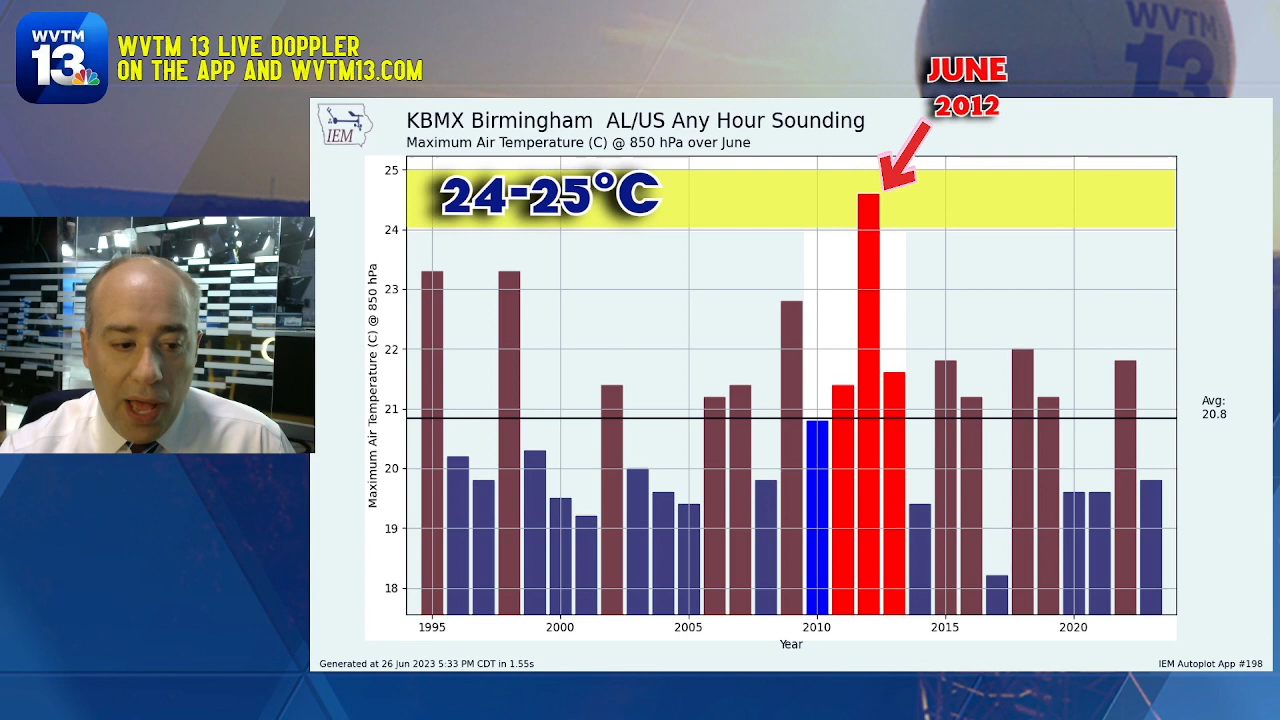 WVTM
13
WVTM 13 LIVE DOPPLER
ON THE APP AND WVTM13.COM
WVTM
13
JUNE
2012
IEM
KBMX Birmingham AL/US Any Hour Sounding
Maximum Air Temperature (C) @ 850 hPa over June
24-25°C
Maximum Air Temperature (C) @ 850 hPa
25
24
23
22
21
20
19
18
Avg:
20.8
1995 2000 2005 2010 2015 2020
Year
Generated at 26 Jun 2023 5:33 PM CDT in 1.55s
IEM Autoplot App #198